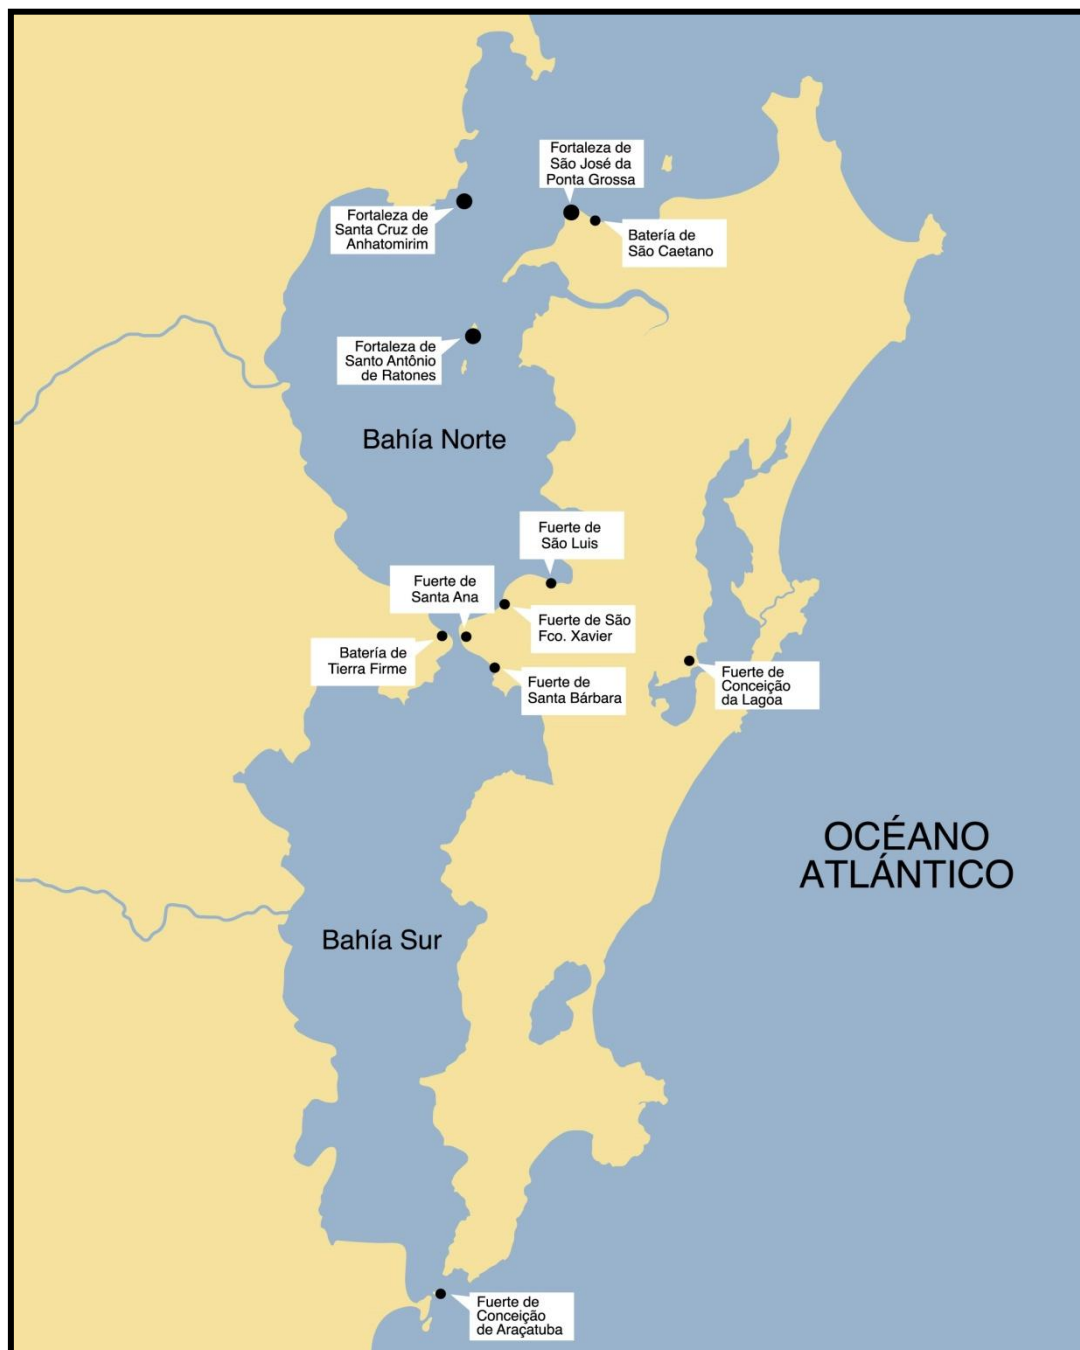 Fortaleza de
São José da
Ponta Grossa
Fortaleza de
Santa Cruz de
Anhatomirim
Batería de
São Caetano
Fortaleza de
Santo Antônio
de Ratones
Bahía Norte
Fuerte de
São Luis
Fuerte de
Santa Ana
Fuerte de São
Fco. Xavier
Batería de
Tierra Firme
Fuerte de
Santa Bárbara
Fuerte de
Conceição
da Lagoa
OCÉANO
ATLÁNTICO
Bahía Sur
Fuerte de
Conceição
de Araçatuba